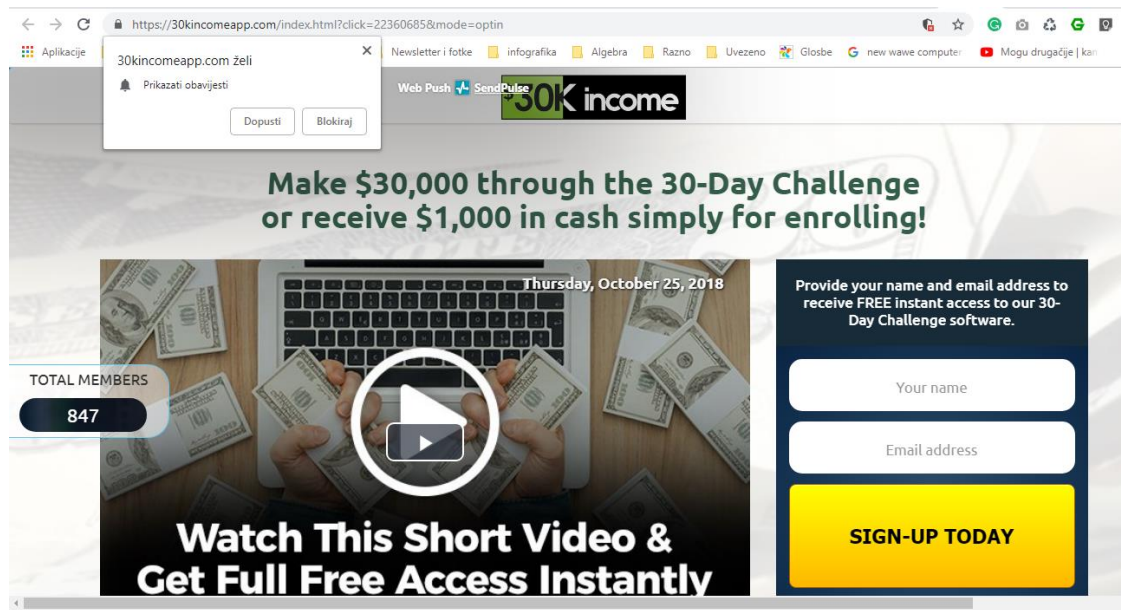 https://30kincomeapp.com/index.html?click=22360685&mode=optin
Aplikacije
Newsletter i fotke
infografika
Algebra
Razno
Uvezeno
Glosbe
new wawe computer
Mogu drugačije | kan
30kincomeapp.com želi
Prikazati obavijesti
Dopusti
Blokiraj
Web Push SendPulse
$30K income
Make $30,000 through the 30-Day Challenge
or receive $1,000 in cash simply for enrolling!
Thursday, October 25, 2018
TOTAL MEMBERS
847
Watch This Short Video &
Get Full Free Access Instantly
Provide your name and email address to
receive FREE instant access to our 30-
Day Challenge software.
Your name
Email address
SIGN-UP TODAY